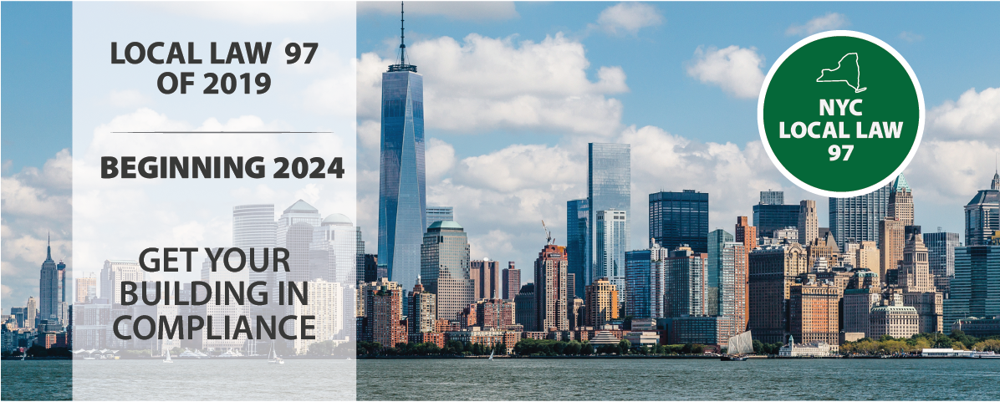 LOCAL LAW 97
OF 2019
BEGINNING 2024
GET YOUR
BUILDING IN
COMPLIANCE
NYC
LOCAL LAW
97